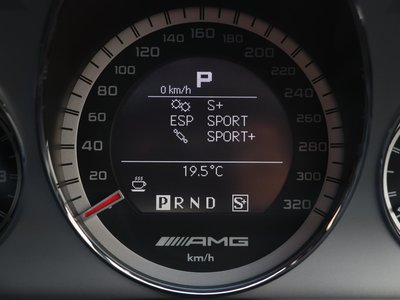 160
140 180
120 200
100 220
80 240
60 260
40 280
20 300
320
P
0 km/h
S+
ESP SPORT
SPORT+
19.5°C
P R N D S+
AMG
km/h